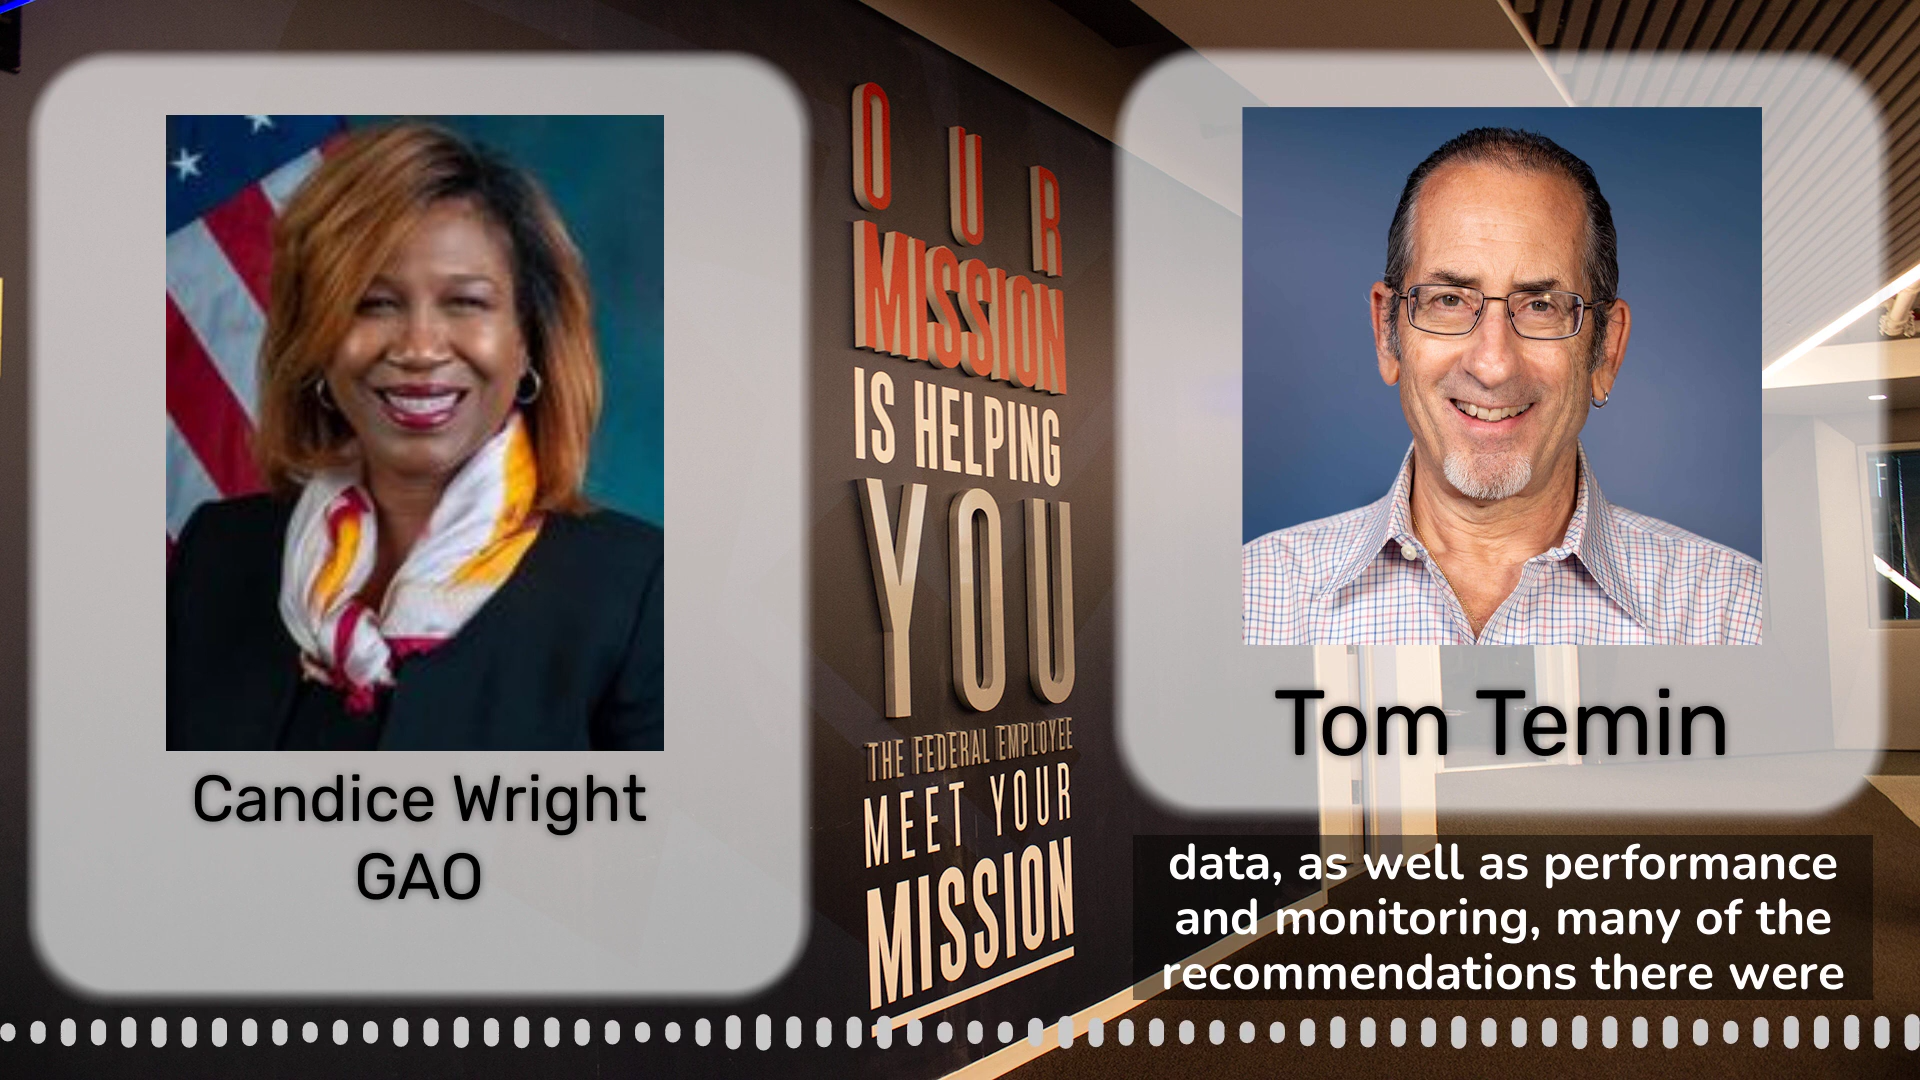 Candice Wright
GAO
OUR
MISSION
IS HELPING
YOU
THE FEDERAL EMPLOYEE
MEET YOUR
MISSION
Tom Temin
data, as well as performance
and monitoring, many of the
recommendations there were